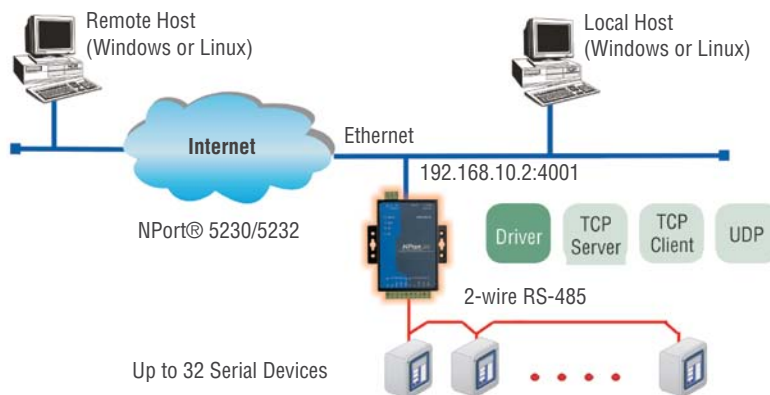 Remote Host
(Windows or Linux)
Local Host
(Windows or Linux)
Internet
Ethernet
192.168.10.2:4001
NPort® 5230/5232
Driver
TCP
Server
TCP
Client
UDP
2-wire RS-485
Up to 32 Serial Devices